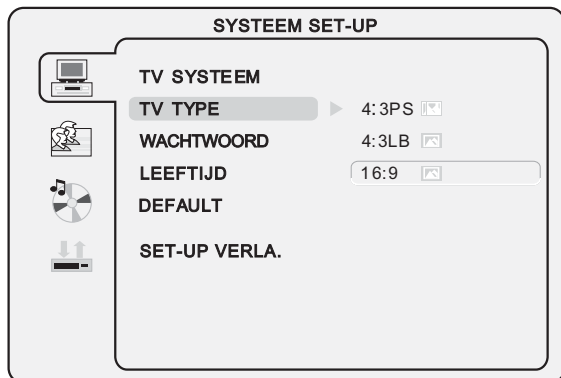 SYSTEEM SET-UP
TV SYSTEEM
TV TYPE 4:3PS
WACHTWOORD 4:3LB
LEEFTIJD 16:9
DEFAULT
SET-UP VERLA.